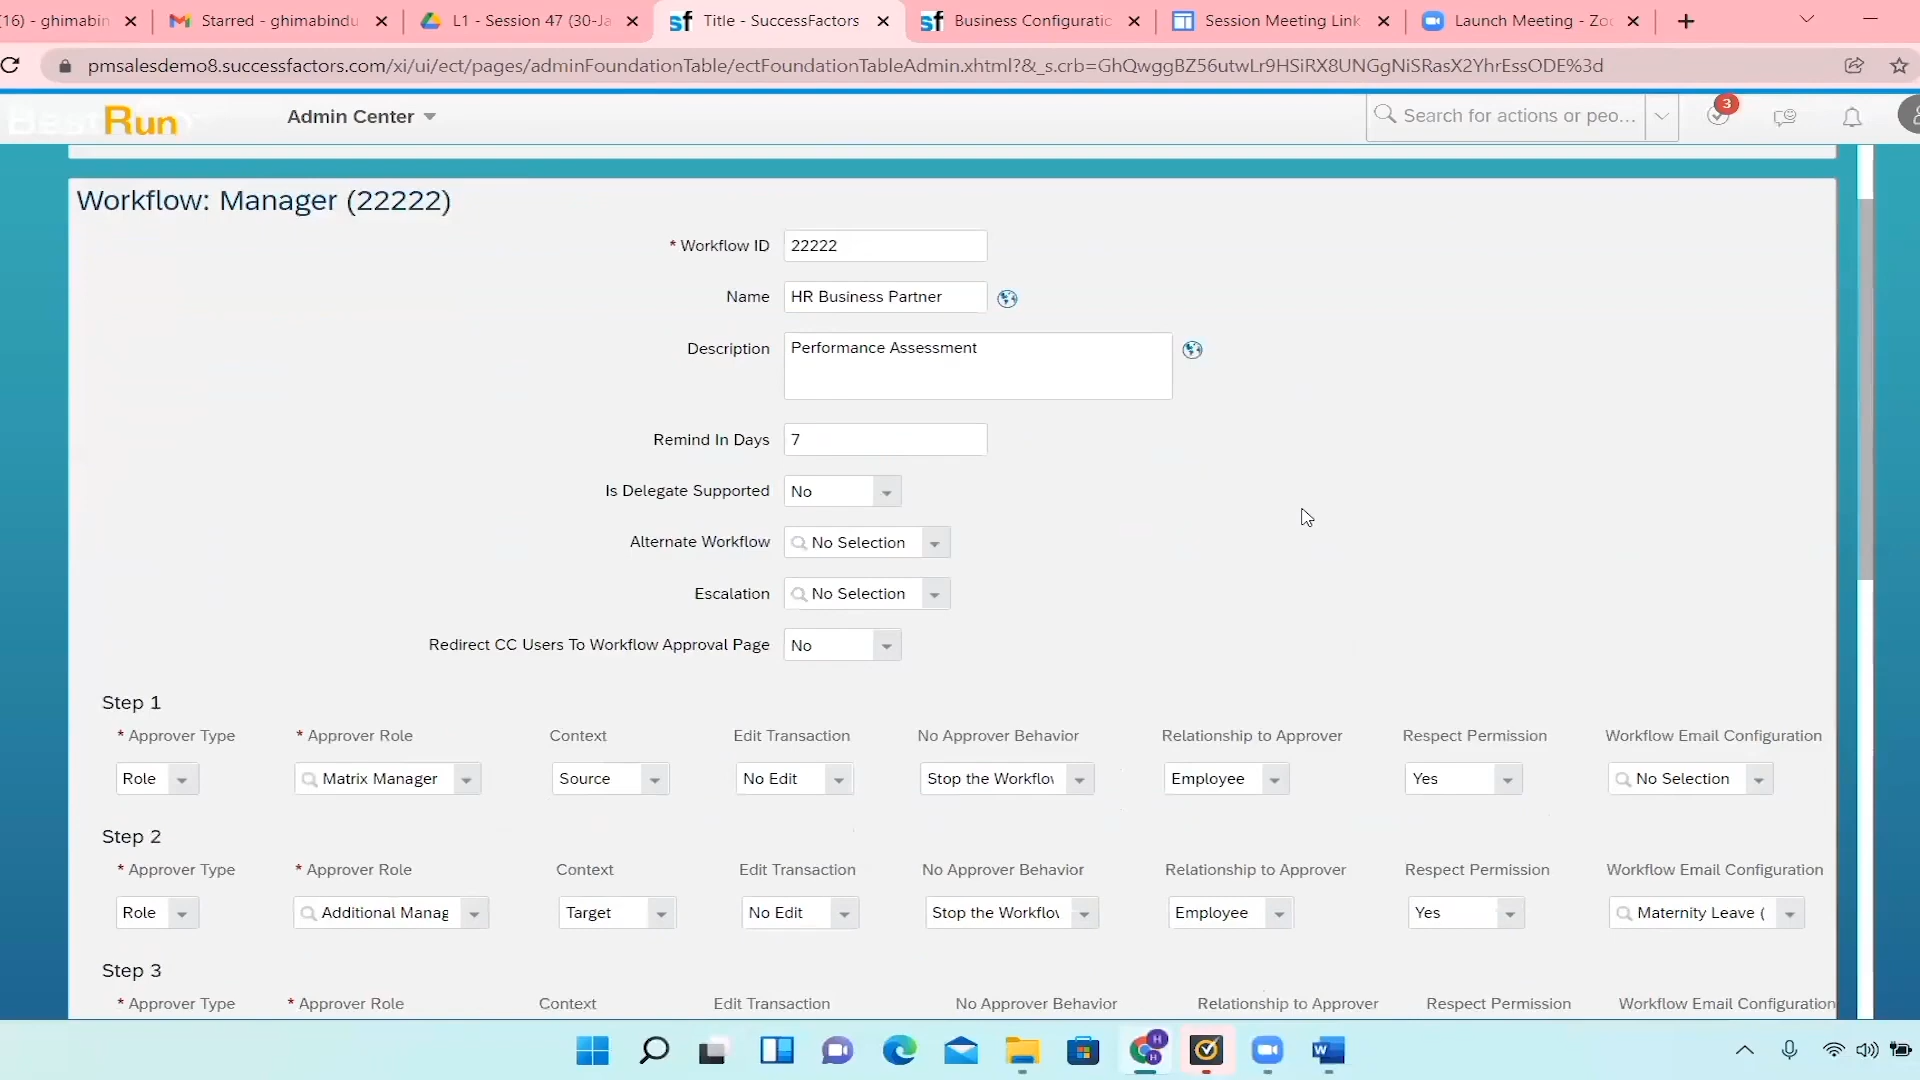 (16) - ghimabin
Starred - ghimabindu
L1 - Session 47 (30-Ja
Title - SuccessFactors
Business Configuratic
Session Meeting Link
Launch Meeting - Zoo
pmsalesdemo8.successfactors.com/xi/ui/ect/pages/adminFoundationTable/ectFoundationTableAdmin.xhtml?&_s.crb=GhQwggBZ56utwLr9HSiRX8UNGgNiSRasX2YhrEssODE%3d
BestRun
Admin Center
Search for actions or peo...
3
Workflow: Manager (22222)
* Workflow ID 22222
Name HR Business Partner
Description Performance Assessment
Remind In Days 7
Is Delegate Supported No
Alternate Workflow No Selection
Escalation No Selection
Redirect CC Users To Workflow Approval Page No
Step 1
* Approver Type * Approver Role Context Edit Transaction No Approver Behavior Relationship to Approver Respect Permission Workflow Email Configuration
Role Matrix Manager Source No Edit Stop the Workflov Employee Yes No Selection
Step 2
* Approver Type * Approver Role Context Edit Transaction No Approver Behavior Relationship to Approver Respect Permission Workflow Email Configuration
Role Additional Manag Target No Edit Stop the Workflov Employee Yes Maternity Leave (
Step 3
* Approver Type * Approver Role Context Edit Transaction No Approver Behavior Relationship to Approver Respect Permission Workflow Email Configuration